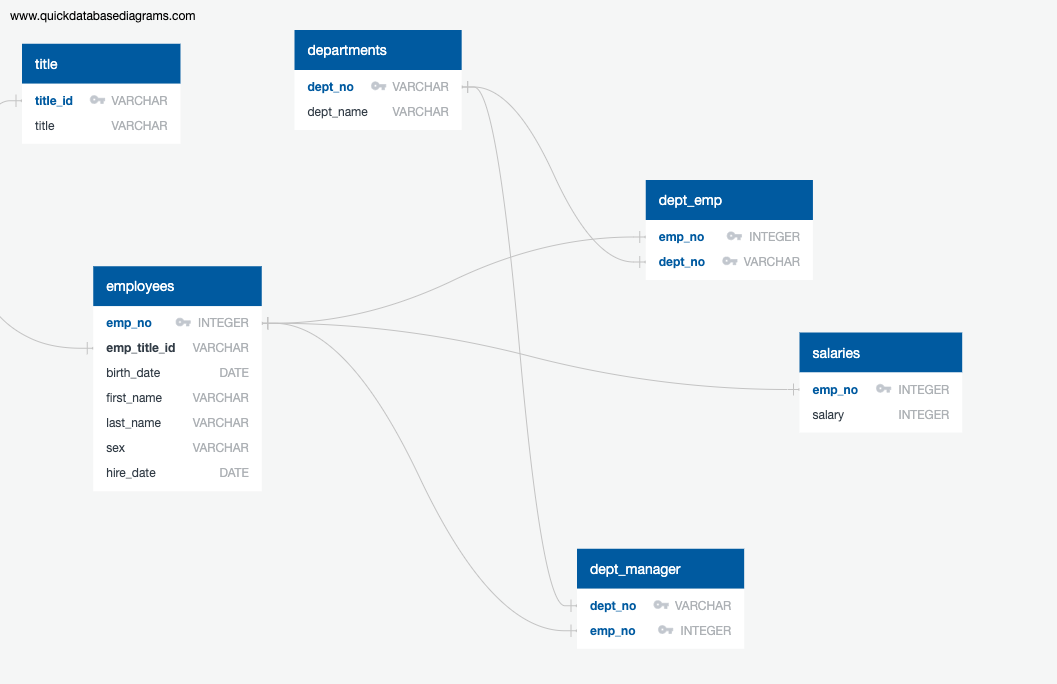 www.quickdatabasediagrams.com
title
title_id VARCHAR
title VARCHAR
departments
dept_no VARCHAR
dept_name VARCHAR
dept_emp
emp_no INTEGER
dept_no VARCHAR
employees
emp_no INTEGER
emp_title_id VARCHAR
birth_date DATE
first_name VARCHAR
last_name VARCHAR
sex VARCHAR
hire_date DATE
salaries
emp_no INTEGER
salary INTEGER
dept_manager
dept_no VARCHAR
emp_no INTEGER